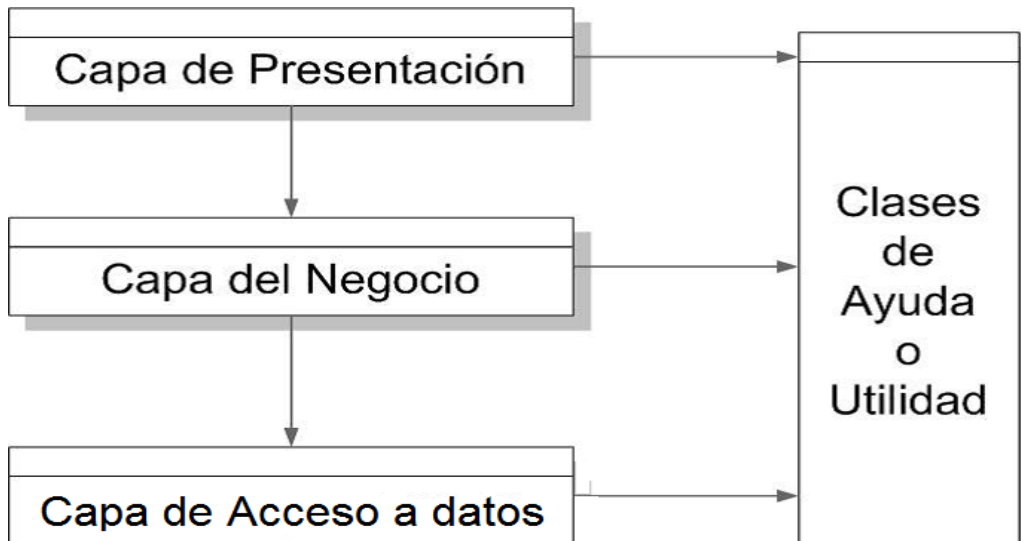 Capa de Presentación
Capa del Negocio
Capa de Acceso a datos
Clases
de
Ayuda
o
Utilidad